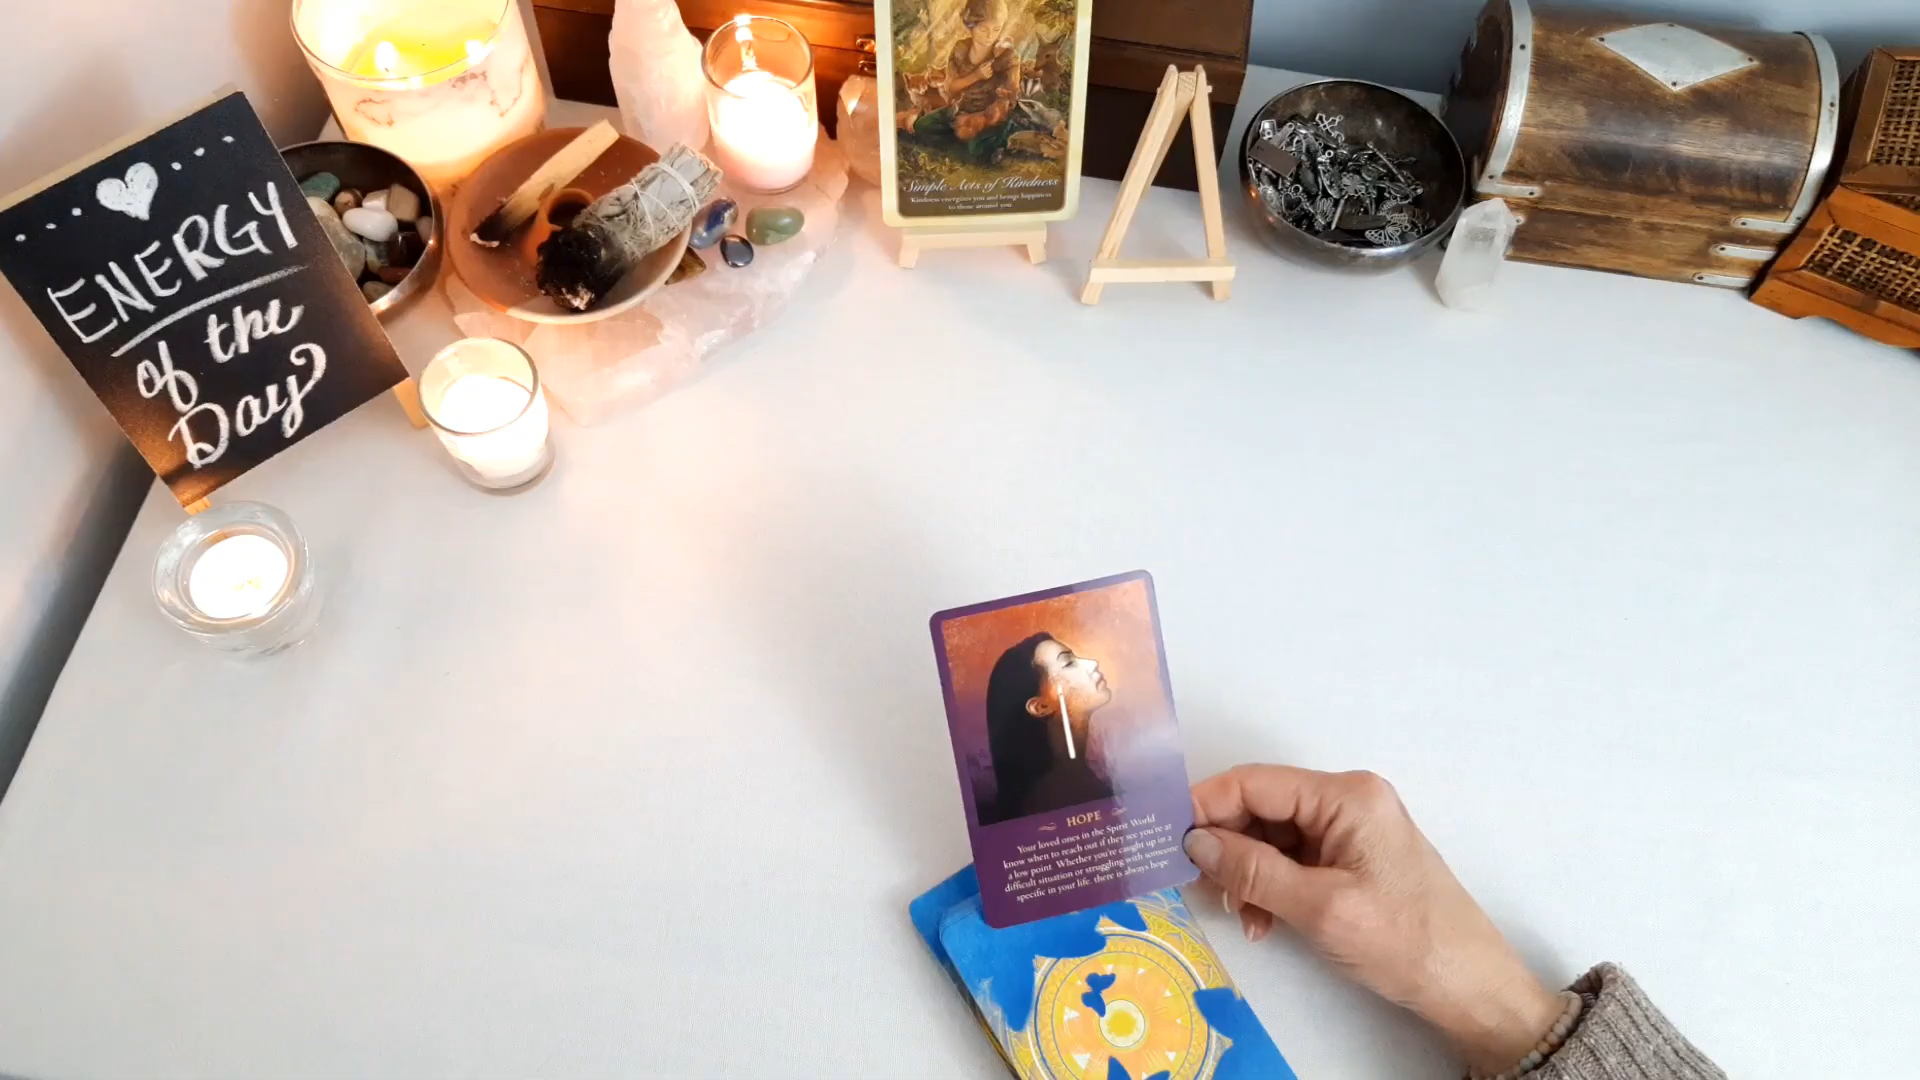 ENERGY
of the
Day
Simple Acts of Kindness
Kindness energizes you and brings happiness
to those around you
HOPE
Your loved ones in the Spirit World
know when to reach out if they see you're at
a low point. Whether you're caught up in a
difficult situation or struggling with someone
specific in your life, there is always hope